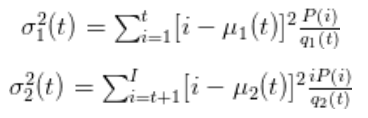 σ₁²(t) = ∑ᵢ₌₁ᵗ [i − μ₁(t)]² P(i)/q₁(t)
σ₂²(t) = ∑ᵢ₌ₜ₊₁ᴵ [i − μ₂(t)]² iP(i)/q₂(t)